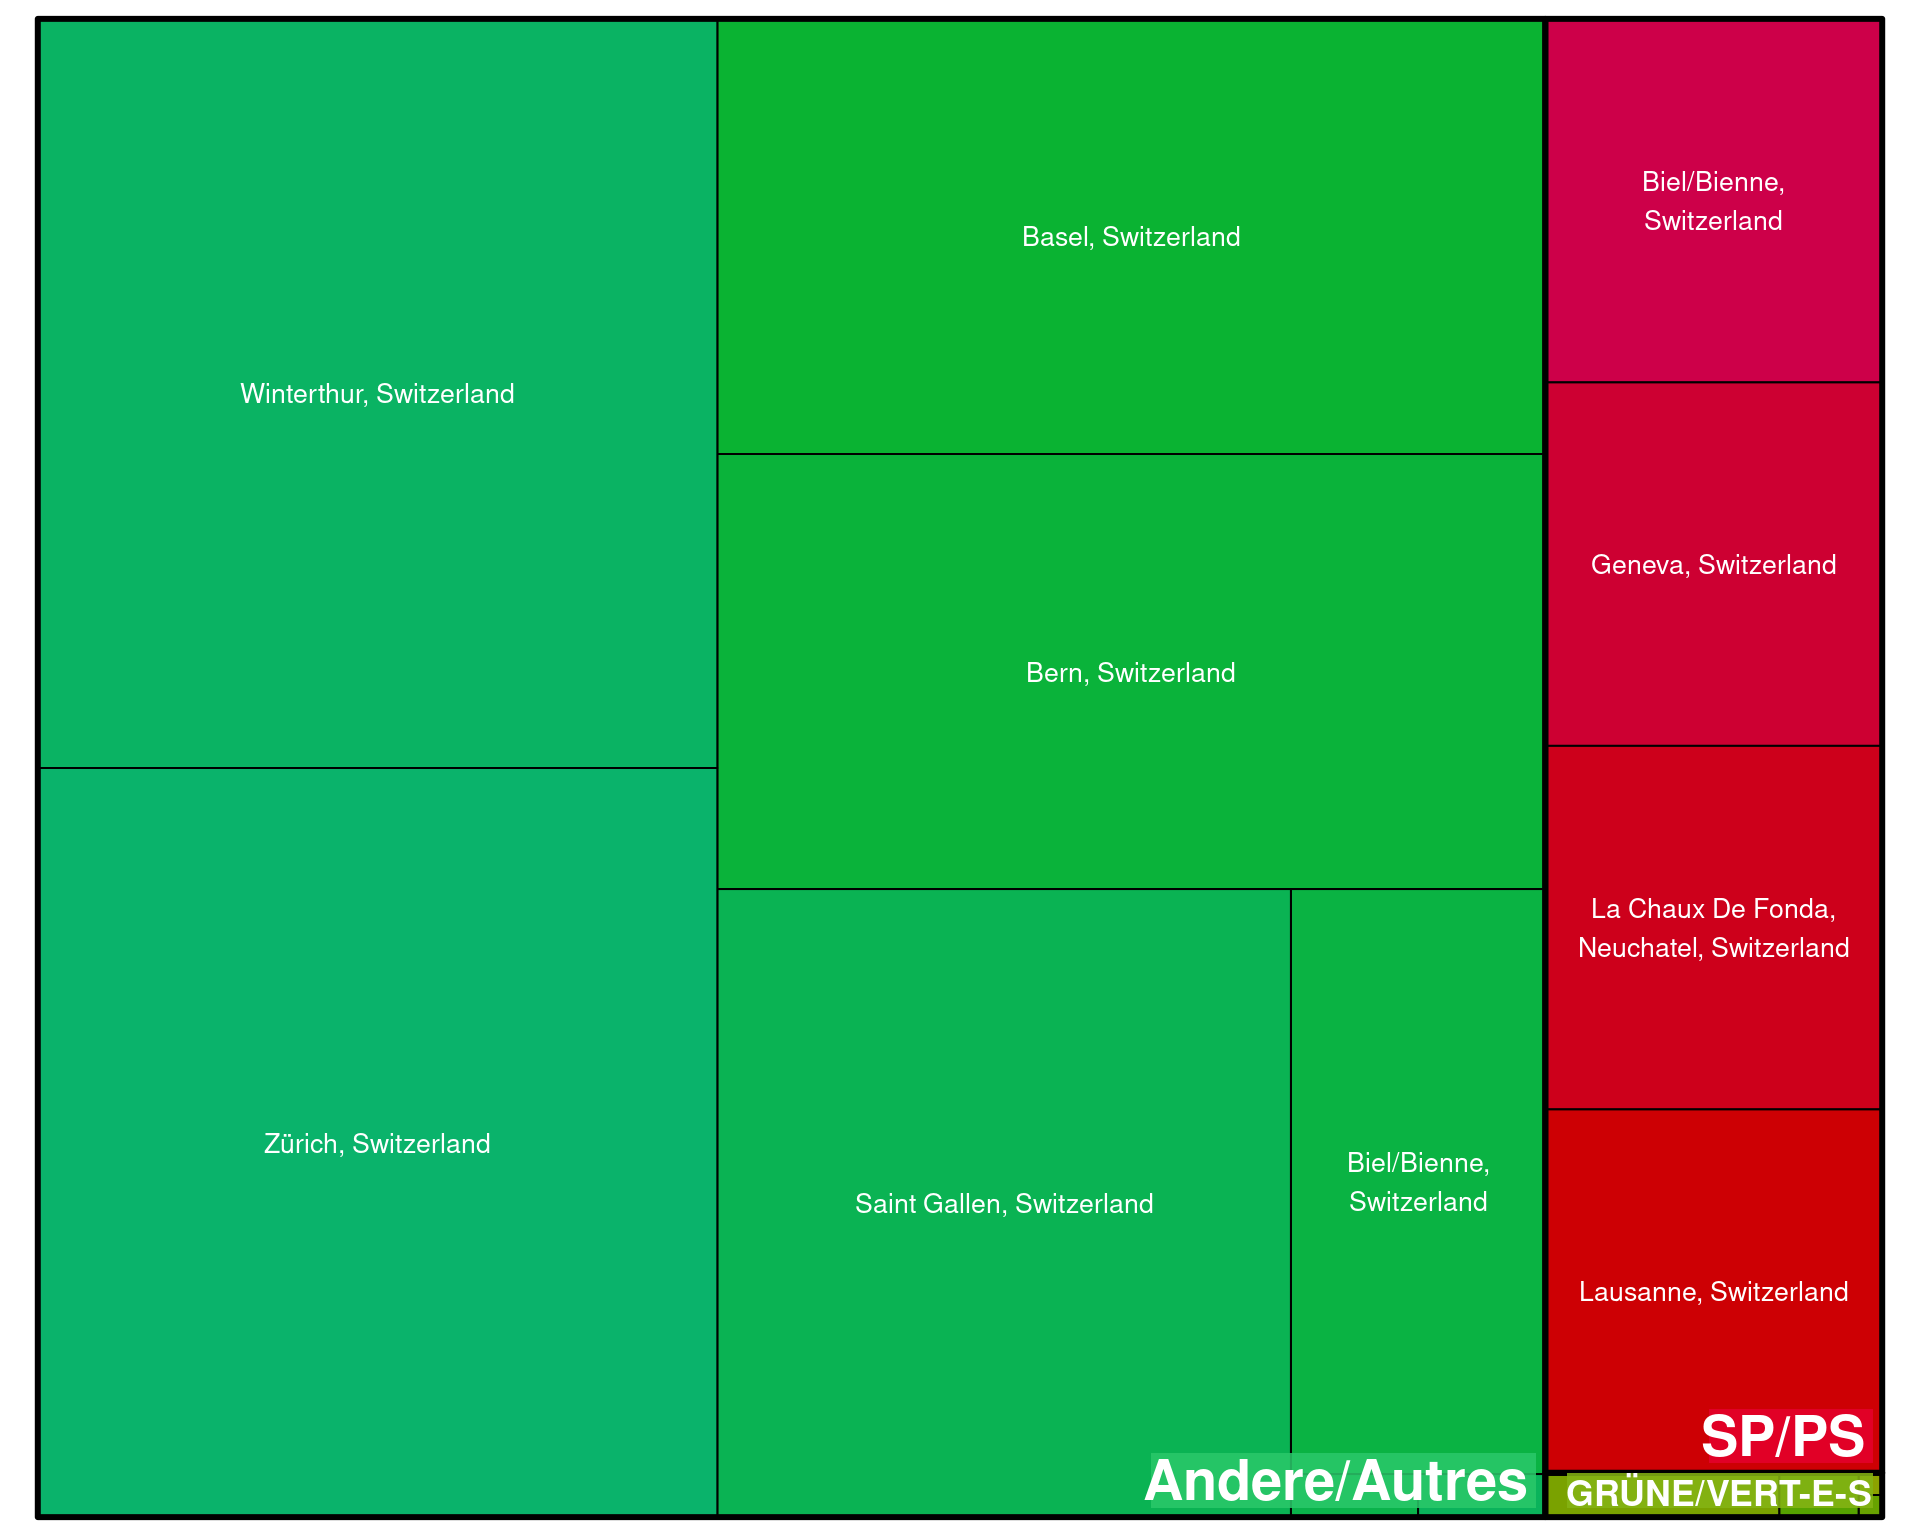 Winterthur, Switzerland
Zürich, Switzerland
Basel, Switzerland
Bern, Switzerland
Saint Gallen, Switzerland
Biel/Bienne,
Switzerland
Andere/Autres
Biel/Bienne,
Switzerland
Geneva, Switzerland
La Chaux De Fonda,
Neuchatel, Switzerland
Lausanne, Switzerland
SP/PS
GRÜNE/VERT-E-S